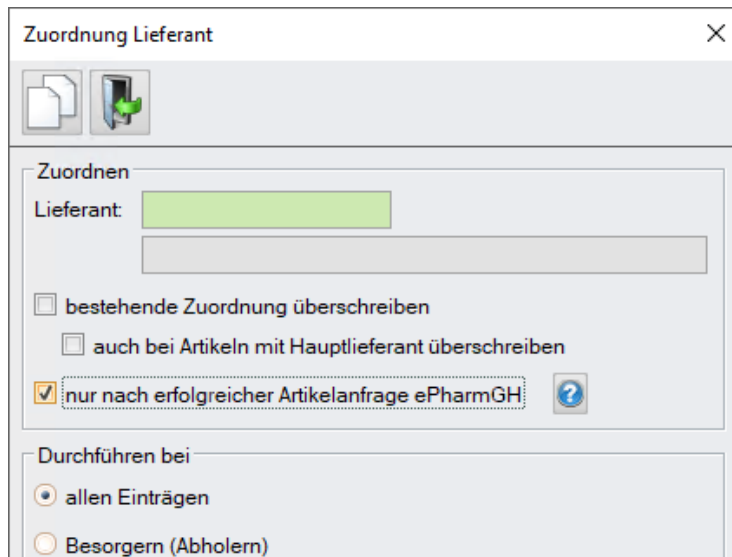 Zuordnung Lieferant
Zuordnen
Lieferant:
bestehende Zuordnung überschreiben
auch bei Artikeln mit Hauptlieferant überschreiben
nur nach erfolgreicher Artikelanfrage ePharmGH
Durchführen bei
allen Einträgen
Besorgern (Abholern)